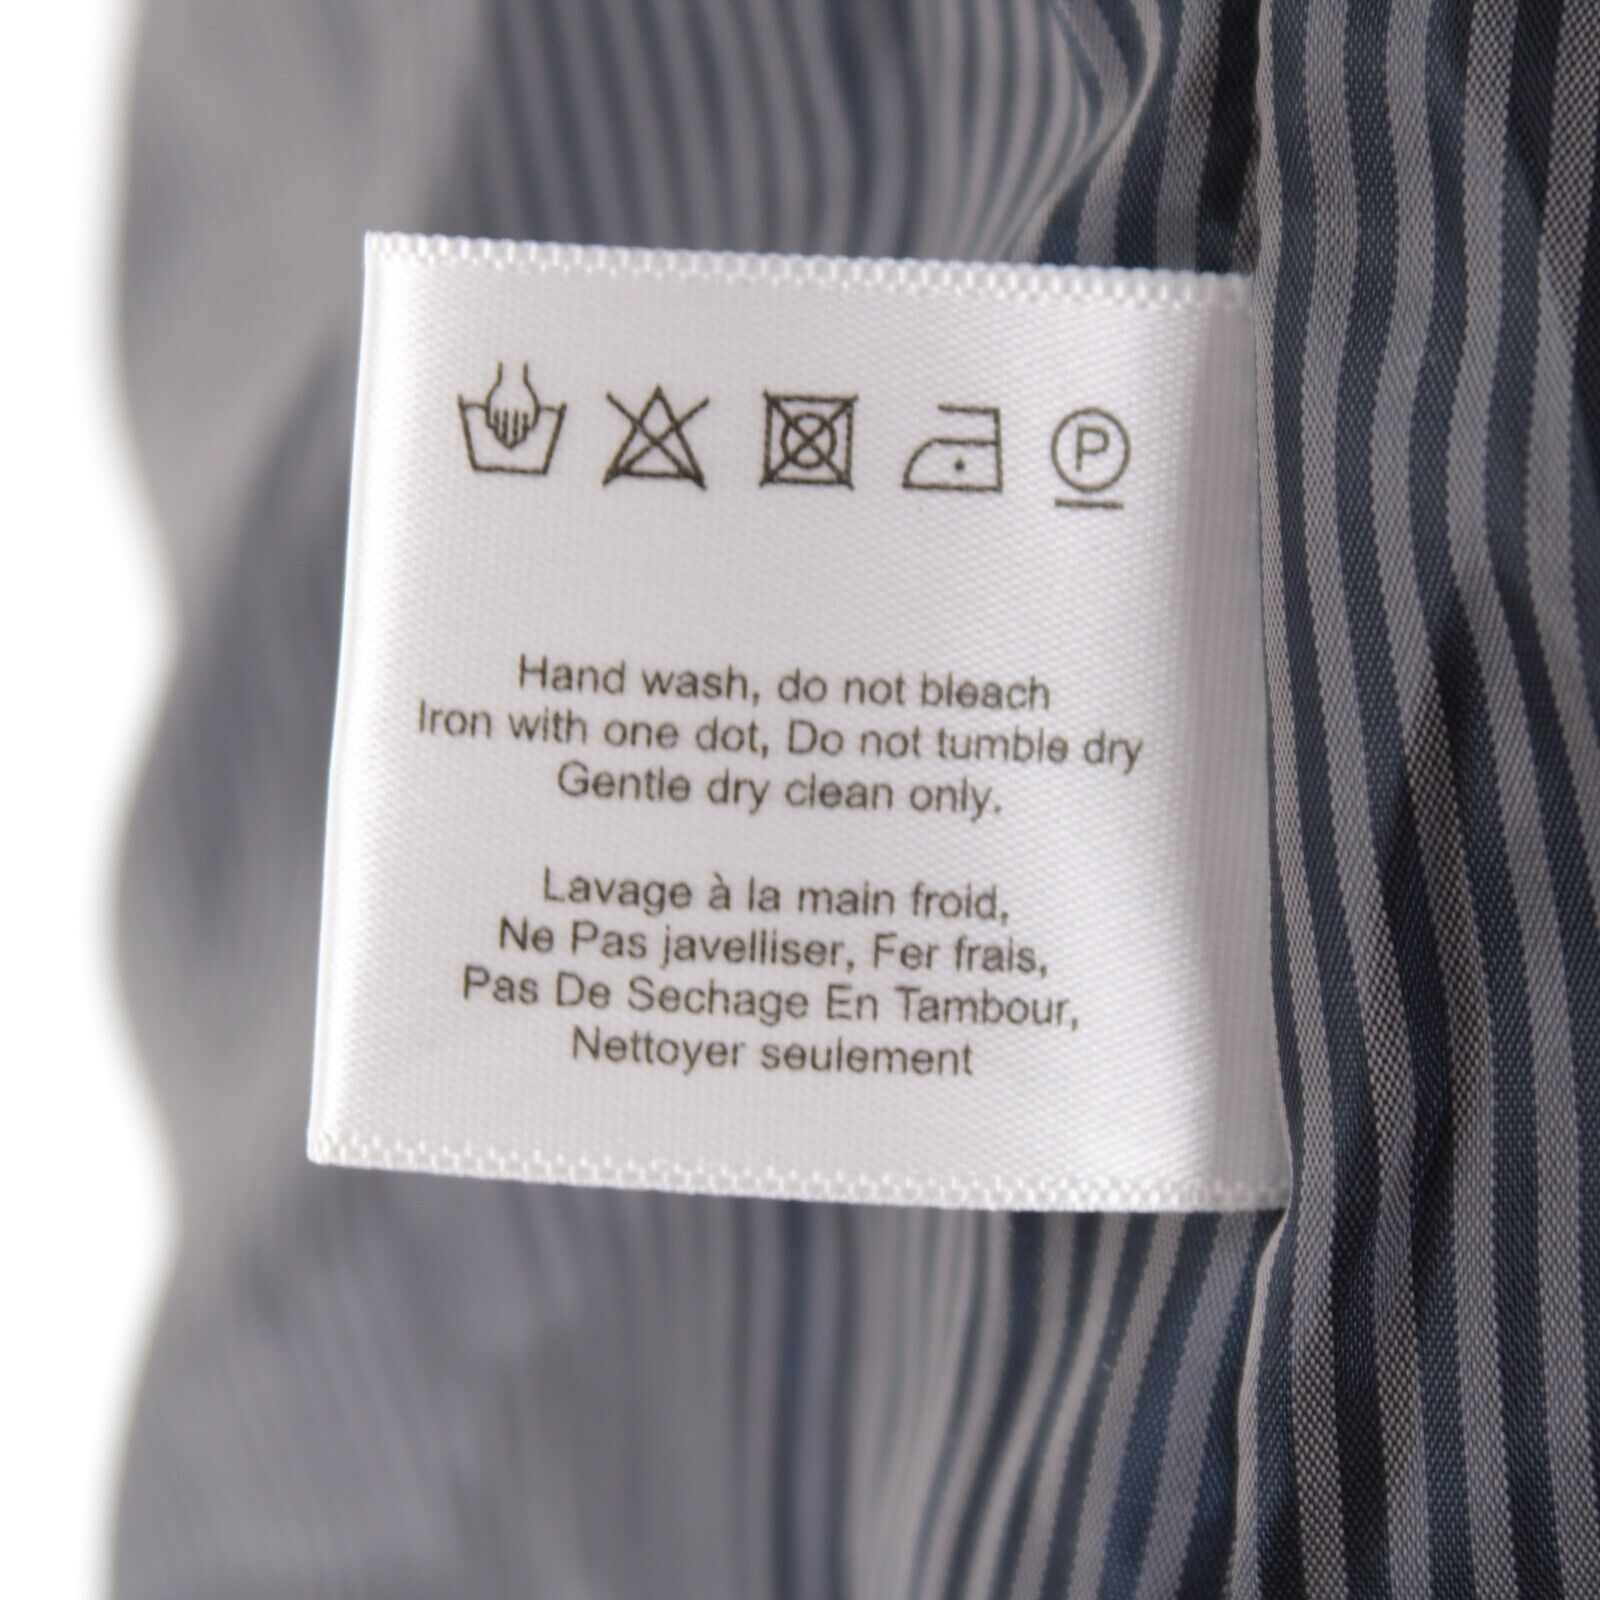 P
Hand wash, do not bleach
Iron with one dot, Do not tumble dry
Gentle dry clean only.
Lavage à la main froid,
Ne Pas javelliser, Fer frais,
Pas De Sechage En Tambour,
Nettoyer seulement